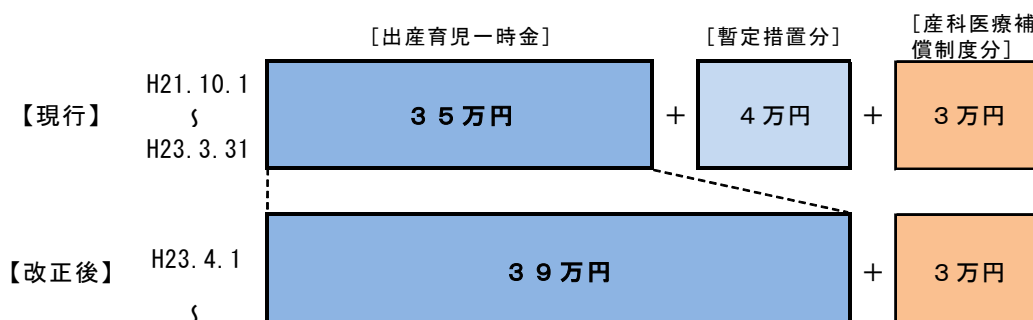 [出産育児一時金]
[暫定措置分]
[産科医療補
償制度分]
【現行】
H21.10.1
～
H23.3.31
３５万円
＋
４万円
＋
３万円
【改正後】
H23.4.1
～
３９万円
＋
３万円